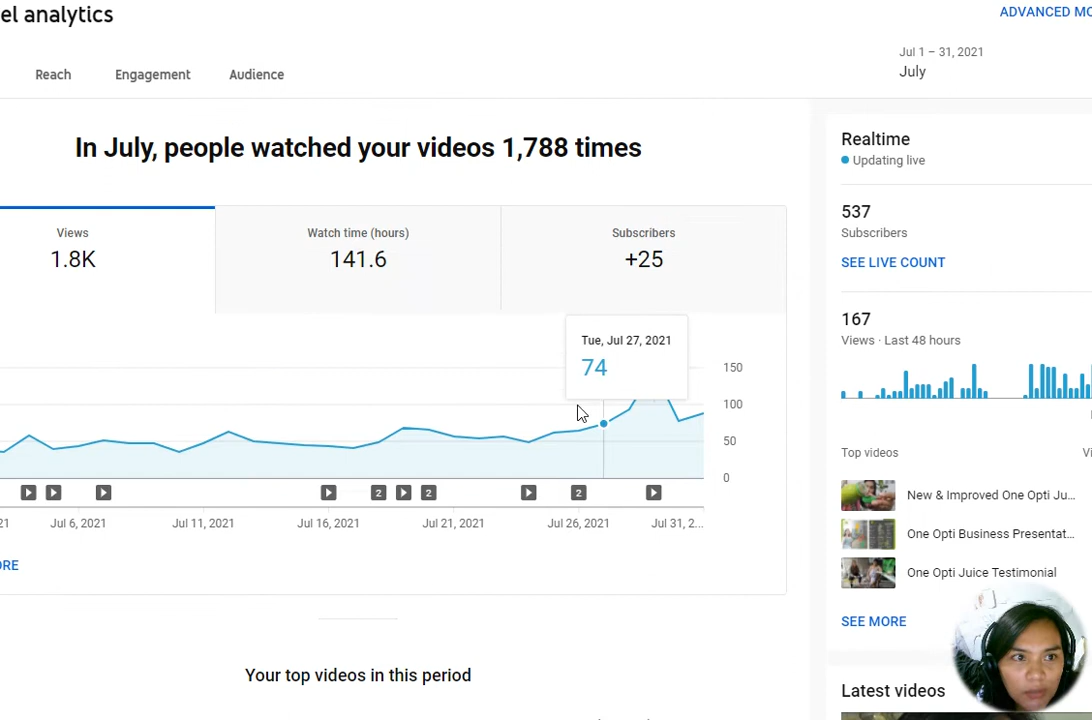 el analytics
ADVANCED MO
Reach
Engagement
Audience
Jul 1 – 31, 2021
July
In July, people watched your videos 1,788 times
Views
1.8K
Watch time (hours)
141.6
Subscribers
+25
Tue, Jul 27, 2021
74
150
100
50
0
2
2
2
21
Jul 6, 2021
Jul 11, 2021
Jul 16, 2021
Jul 21, 2021
Jul 26, 2021
Jul 31, 2...
ORE
Your top videos in this period
Realtime
Updating live
537
Subscribers
SEE LIVE COUNT
167
Views · Last 48 hours
Top videos
Vi
New & Improved One Opti Ju...
One Opti Business Presentat...
One Opti Juice Testimonial
SEE MORE
Latest videos